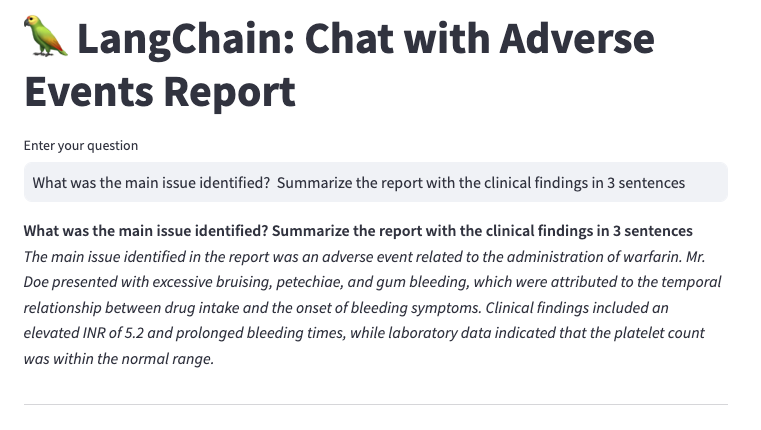 LangChain: Chat with Adverse
Events Report
Enter your question
What was the main issue identified?  Summarize the report with the clinical findings in 3 sentences
What was the main issue identified? Summarize the report with the clinical findings in 3 sentences
The main issue identified in the report was an adverse event related to the administration of warfarin. Mr.
Doe presented with excessive bruising, petechiae, and gum bleeding, which were attributed to the temporal
relationship between drug intake and the onset of bleeding symptoms. Clinical findings included an
elevated INR of 5.2 and prolonged bleeding times, while laboratory data indicated that the platelet count
was within the normal range.